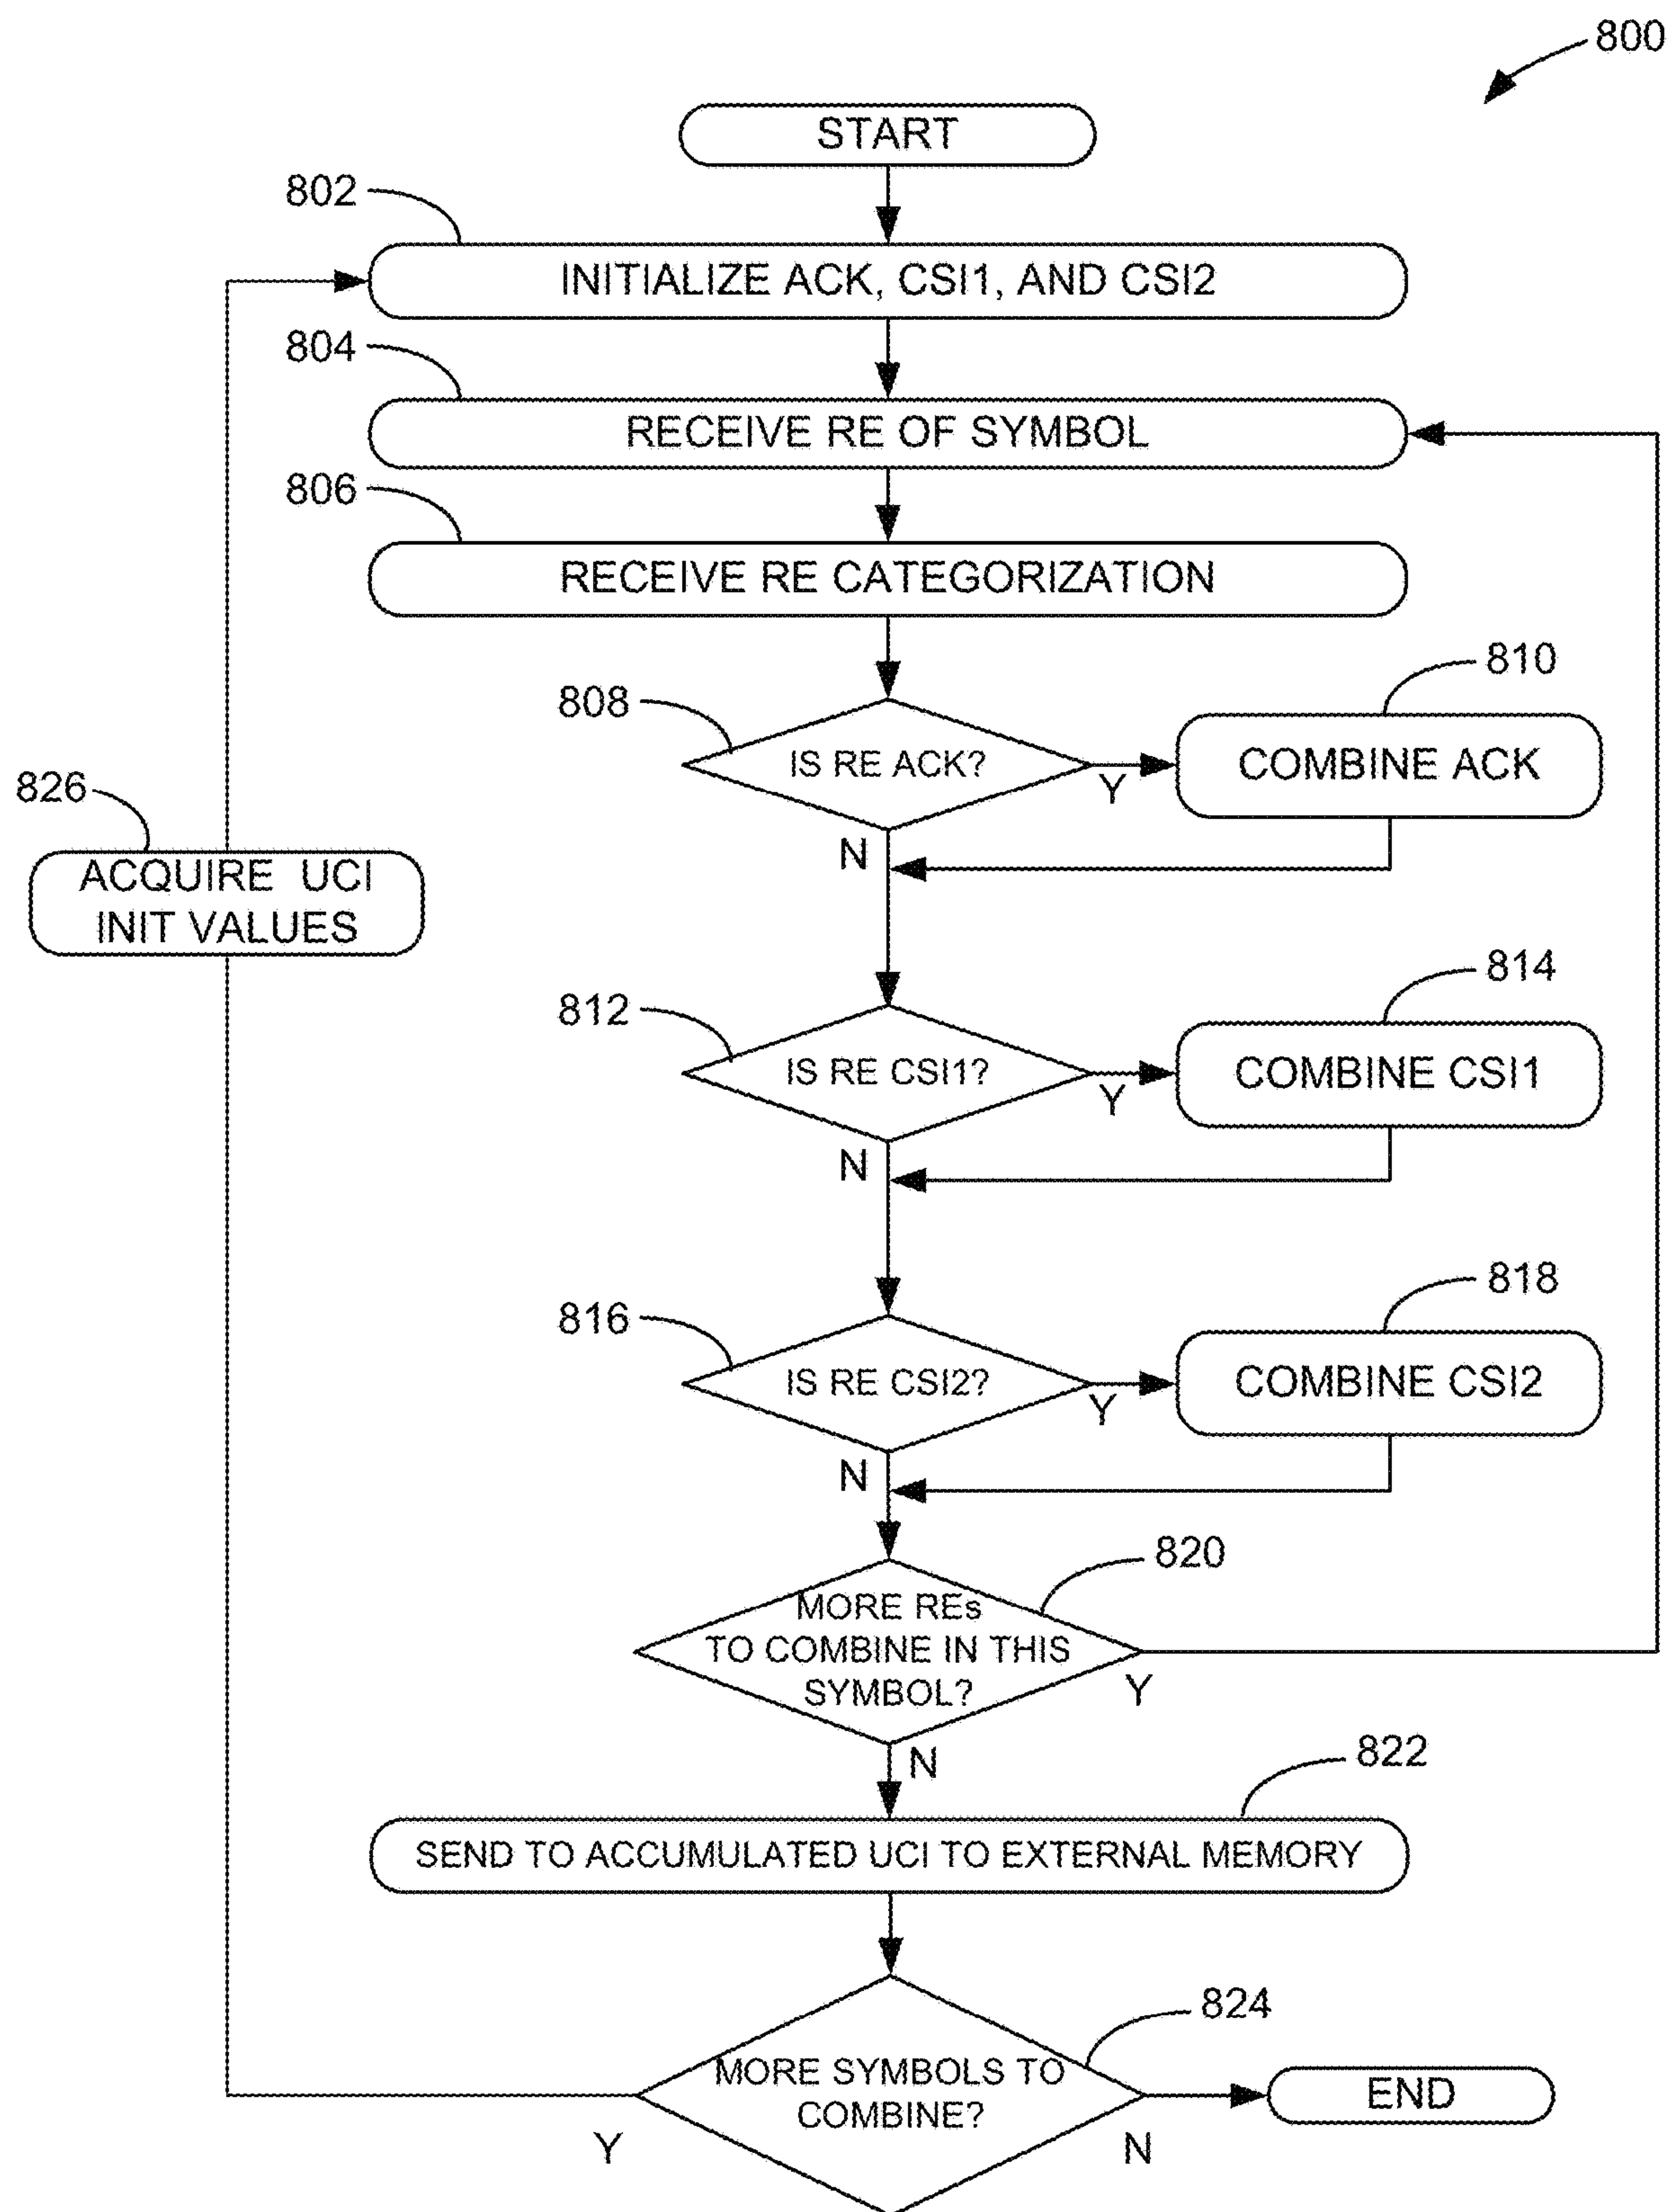 800
START
802
INITIALIZE ACK, CSI1, AND CSI2
804
RECEIVE RE OF SYMBOL
806
RECEIVE RE CATEGORIZATION
808
IS RE ACK?
Y
810
COMBINE ACK
N
826
ACQUIRE UCI
INIT VALUES
812
IS RE CSI1?
Y
814
COMBINE CSI1
N
816
IS RE CSI2?
Y
818
COMBINE CSI2
N
820
MORE REs
TO COMBINE IN THIS
SYMBOL?
Y
N
822
SEND TO ACCUMULATED UCI TO EXTERNAL MEMORY
824
MORE SYMBOLS TO
COMBINE?
Y
N
END